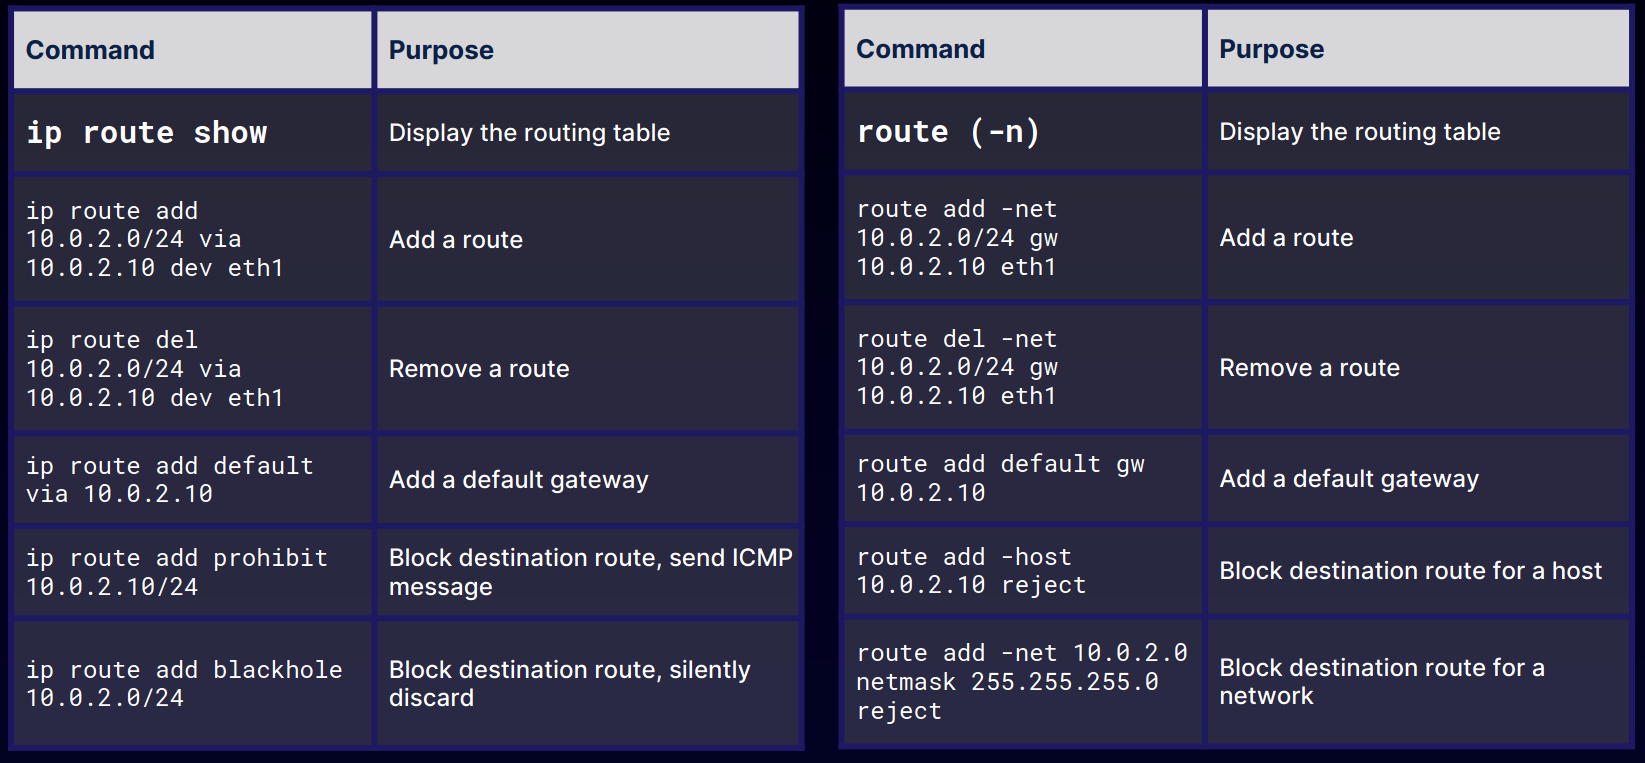 Command
Purpose
ip route show
Display the routing table
ip route add
10.0.2.0/24 via
10.0.2.10 dev eth1
Add a route
ip route del
10.0.2.0/24 via
10.0.2.10 dev eth1
Remove a route
ip route add default
via 10.0.2.10
Add a default gateway
ip route add prohibit
10.0.2.10/24
Block destination route, send ICMP
message
ip route add blackhole
10.0.2.0/24
Block destination route, silently
discard
Command
Purpose
route (-n)
Display the routing table
route add -net
10.0.2.0/24 gw
10.0.2.10 eth1
Add a route
route del -net
10.0.2.0/24 gw
10.0.2.10 eth1
Remove a route
route add default gw
10.0.2.10
Add a default gateway
route add -host
10.0.2.10 reject
Block destination route for a host
route add -net 10.0.2.0
netmask 255.255.255.0
reject
Block destination route for a
network